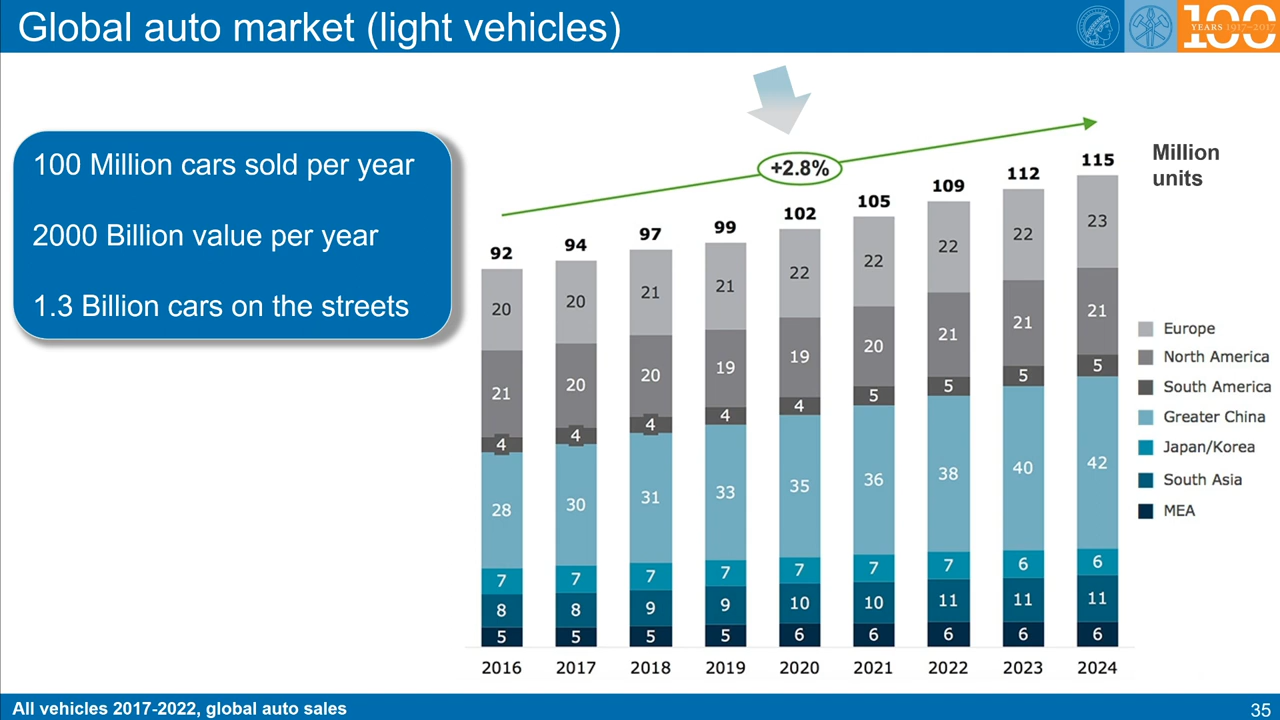 Global auto market (light vehicles)
100
YEARS 1917–2017
100 Million cars sold per year
2000 Billion value per year
1.3 Billion cars on the streets
+2.8%
Million
units
92 94 97 99 102 105 109 112 115
20 20 21 21 22 22 22 22 23
21 20 20 19 19 20 21 21 21
4 4 4 4 4 5 5 5 5
28 30 31 33 35 36 38 40 42
7 7 7 7 7 7 7 6 6
8 8 9 9 10 10 11 11 11
5 5 5 5 6 6 6 6 6
2016 2017 2018 2019 2020 2021 2022 2023 2024
Europe
North America
South America
Greater China
Japan/Korea
South Asia
MEA
All vehicles 2017-2022, global auto sales
35